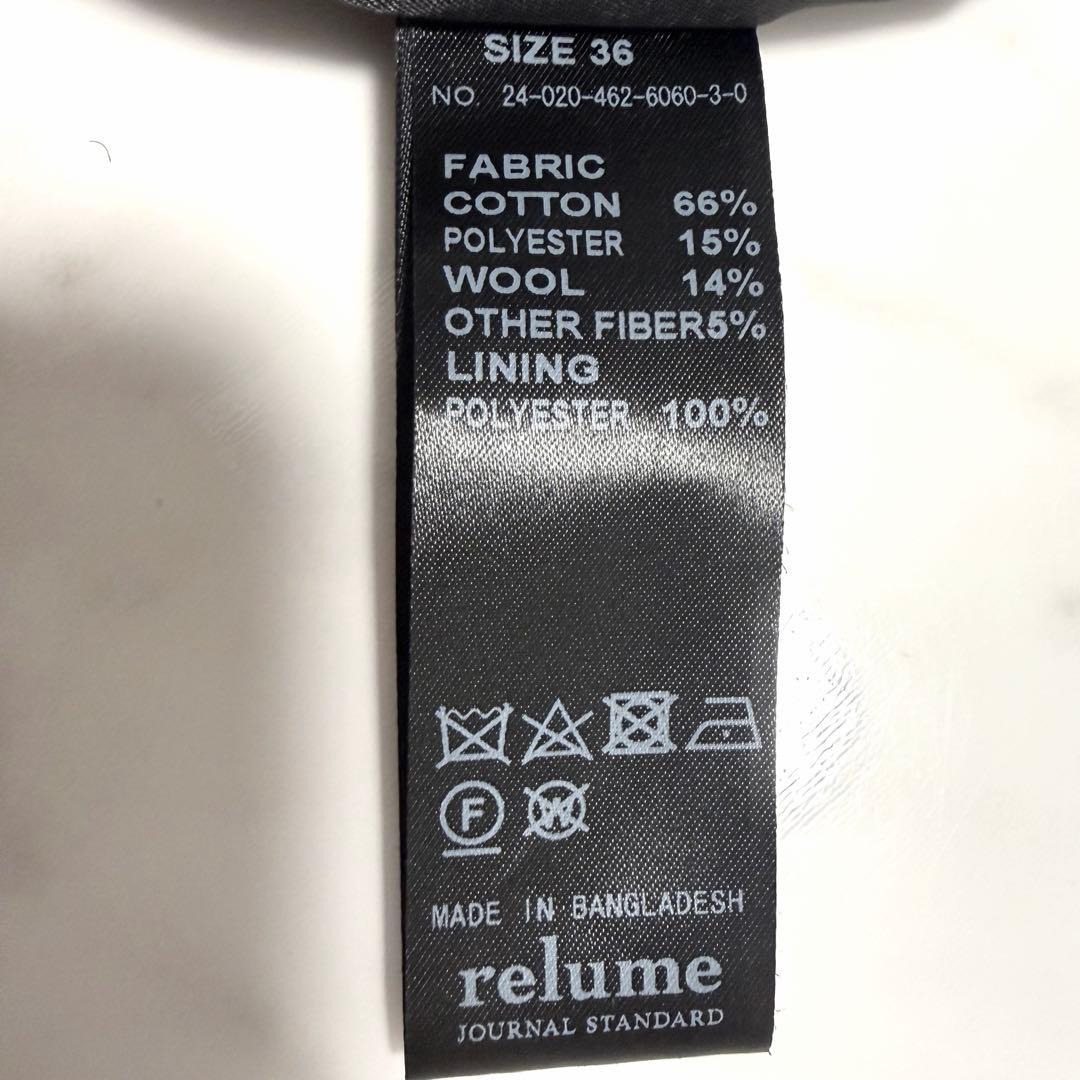 SIZE 36
NO. 24-020-462-6060-3-0
FABRIC
COTTON 66%
POLYESTER 15%
WOOL 14%
OTHER FIBER5%
LINING
POLYESTER 100%
F W
MADE IN BANGLADESH
relume
JOURNAL STANDARD